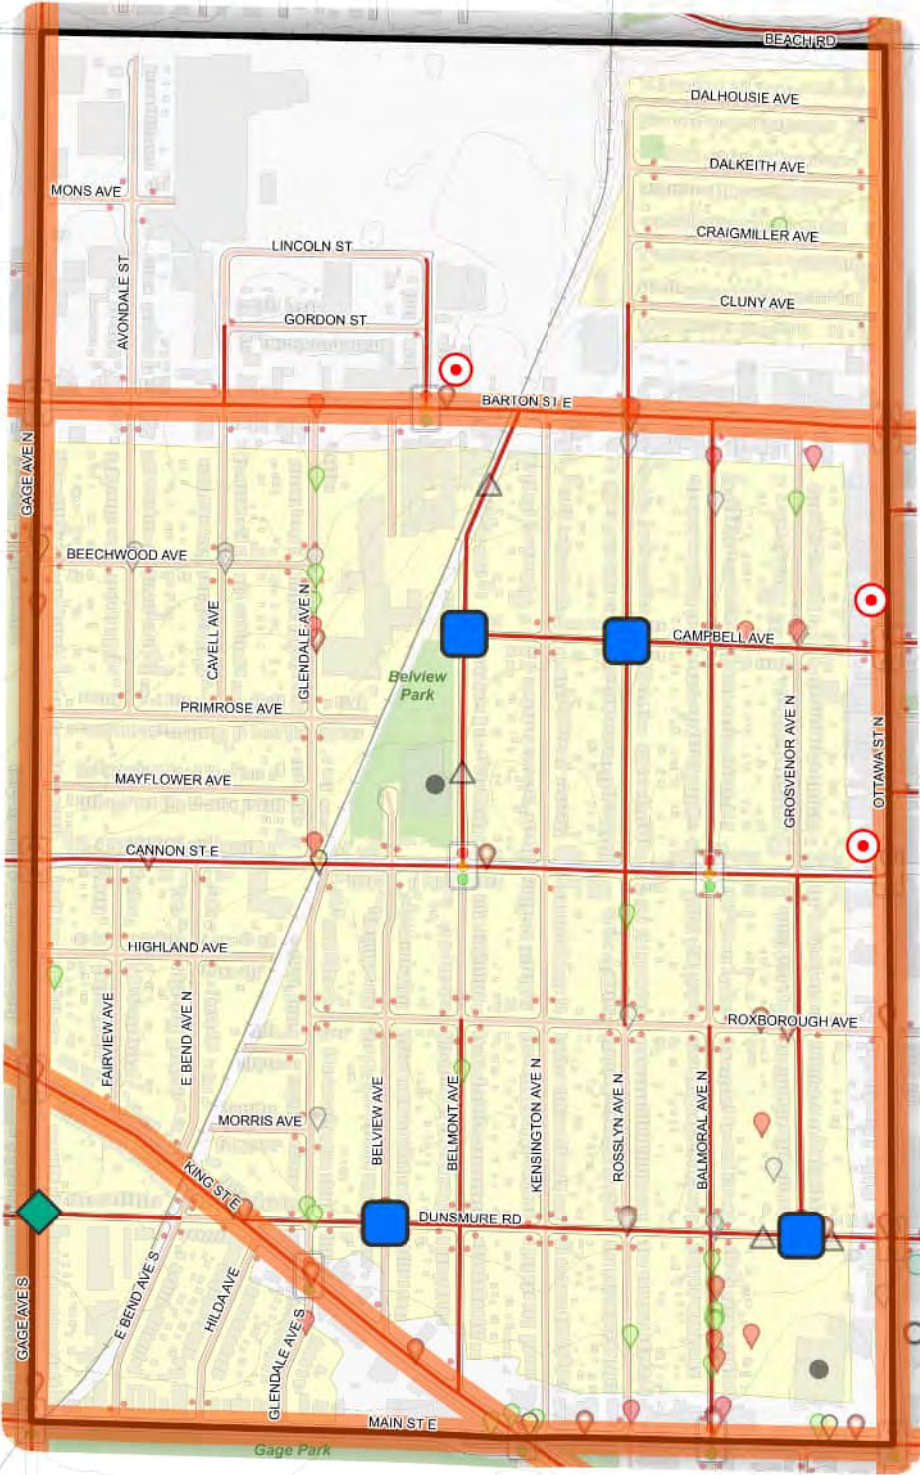 BEACH RD
DALHOUSIE AVE
DALKEITH AVE
MONS AVE
CRAIGMILLER AVE
LINCOLN ST
AVONDALE ST
CLUNY AVE
GORDON ST
BARTON ST E
GAGE AVE N
BEECHWOOD AVE
CAVELL AVE
GLENDALE AVE N
CAMPBELL AVE
Belview
Park
PRIMROSE AVE
GROSVENOR AVE N
OTTAWA ST N
MAYFLOWER AVE
CANNON ST E
HIGHLAND AVE
FAIRVIEW AVE
E BEND AVE N
ROXBOROUGH AVE
MORRIS AVE
BELVIEW AVE
BELMONT AVE
KENSINGTON AVE N
ROSSLYN AVE N
BALMORAL AVE N
KING ST E
DUNSMURE RD
GAGE AVE S
E BEND AVE S
HILDA AVE
GLENDALE AVE S
MAIN ST E
Gage Park